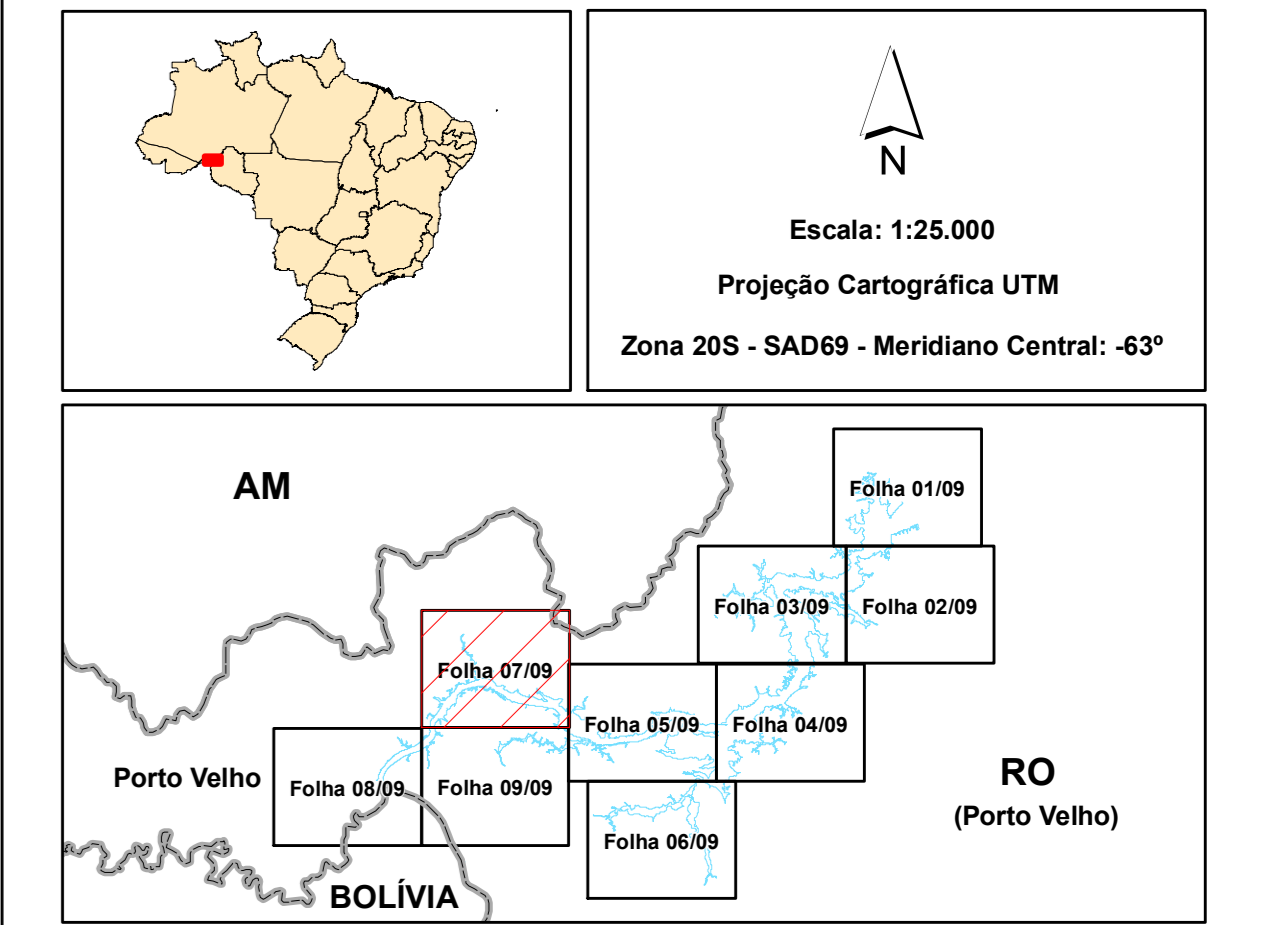 N
Escala: 1:25.000
Projeção Cartográfica UTM
Zona 20S - SAD69 - Meridiano Central: -63º
AM
Folha 01/09
Folha 03/09
Folha 02/09
Folha 07/09
Folha 05/09
Folha 04/09
Porto Velho
Folha 08/09
Folha 09/09
RO
(Porto Velho)
Folha 06/09
BOLÍVIA